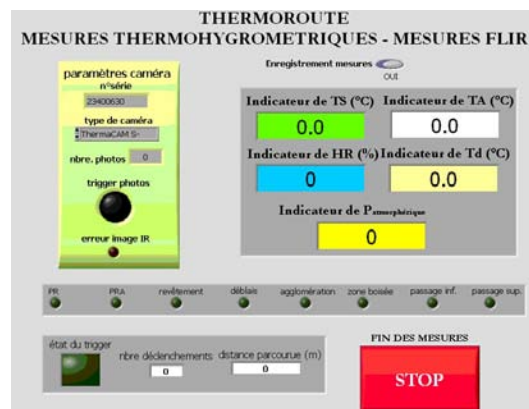 THERMOROUTE
MESURES THERMOHYGROMETRIQUES - MESURES FLIR
paramètres caméra
n°série
23400630
type de caméra
ThermaCAM S-
nbre. photos 0
trigger photos
erreur image IR
Enregistrement mesures
OUI
Indicateur de TS (°C) Indicateur de TA (°C)
0.0 0.0
Indicateur de HR (%) Indicateur de Td (°C)
0 0.0
Indicateur de Patmosphérique
0
PR PRA revêtement déblais agglomération zone boisée passage inf. passage sup.
état du trigger
nbre déclenchements distance parcourue (m)
0 0
FIN DES MESURES
STOP